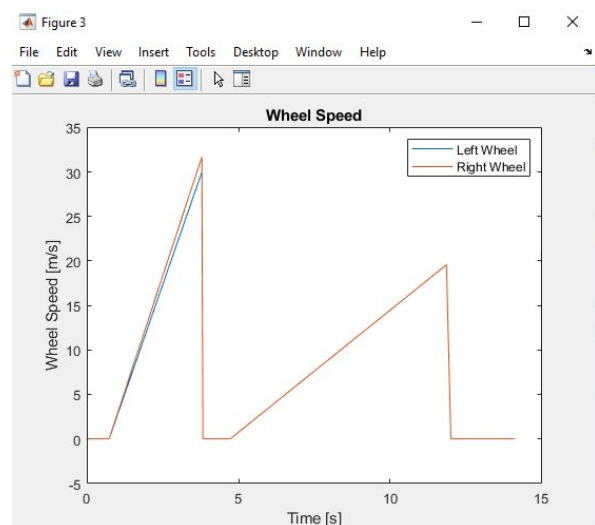 Figure 3
File Edit View Insert Tools Desktop Window Help
Wheel Speed
Left Wheel
Right Wheel
35
30
25
20
15
10
5
0
-5
Wheel Speed [m/s]
0 5 10 15
Time [s]